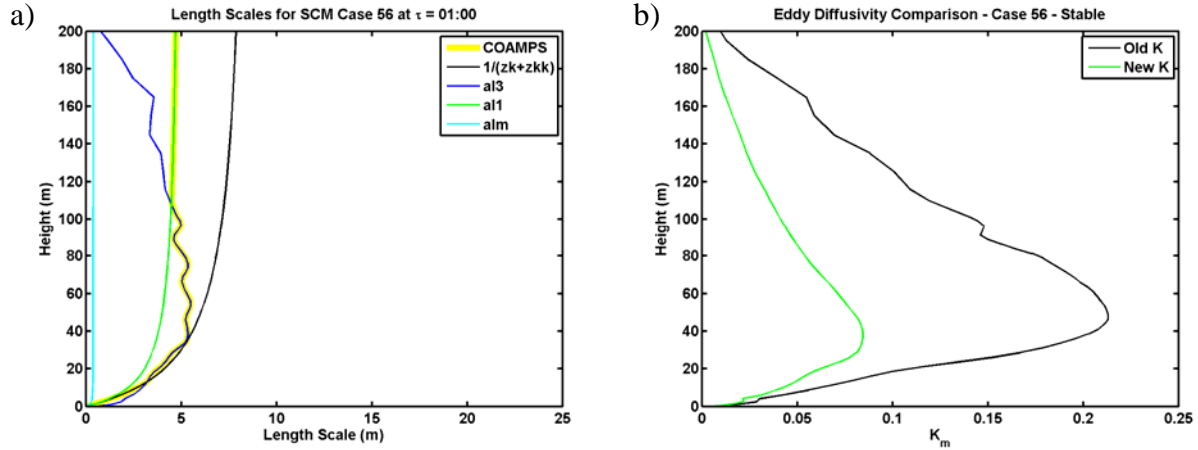 a)
Length Scales for SCM Case 56 at τ = 01:00
200
180
160
140
120
100
80
60
40
20
0
Height (m)
COAMPS
1/(zk+zkk)
al3
al1
alm
0 5 10 15 20 25
Length Scale (m)
b)
Eddy Diffusivity Comparison - Case 56 - Stable
200
180
160
140
120
100
80
60
40
20
0
Height (m)
Old K
New K
0 0.05 0.1 0.15 0.2 0.25
Km